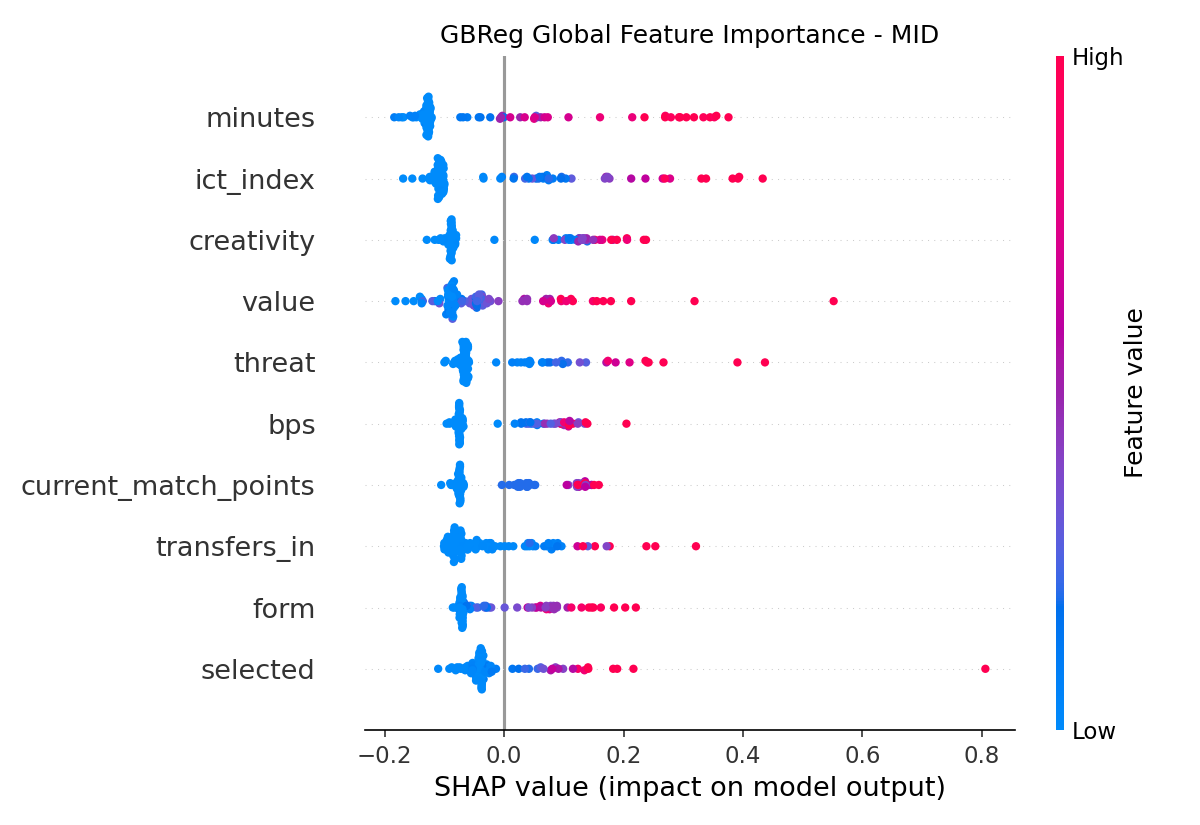 GBReg Global Feature Importance - MID
High
minutes
ict_index
creativity
value
threat
bps
current_match_points
transfers_in
form
selected
Feature value
Low
−0.2 0.0 0.2 0.4 0.6 0.8
SHAP value (impact on model output)